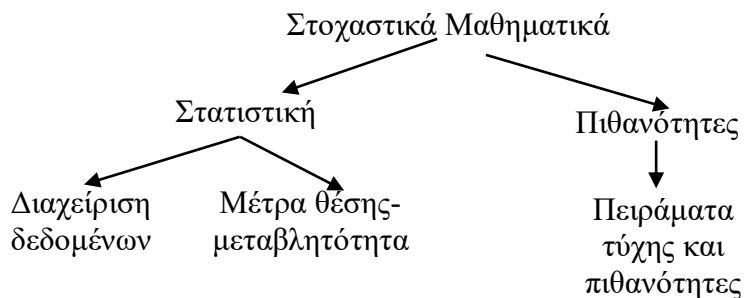 Στοχαστικά Μαθηματικά
Στατιστική
Πιθανότητες
Διαχείριση
δεδομένων
Μέτρα θέσης-
μεταβλητότητα
Πειράματα
τύχης και
πιθανότητες